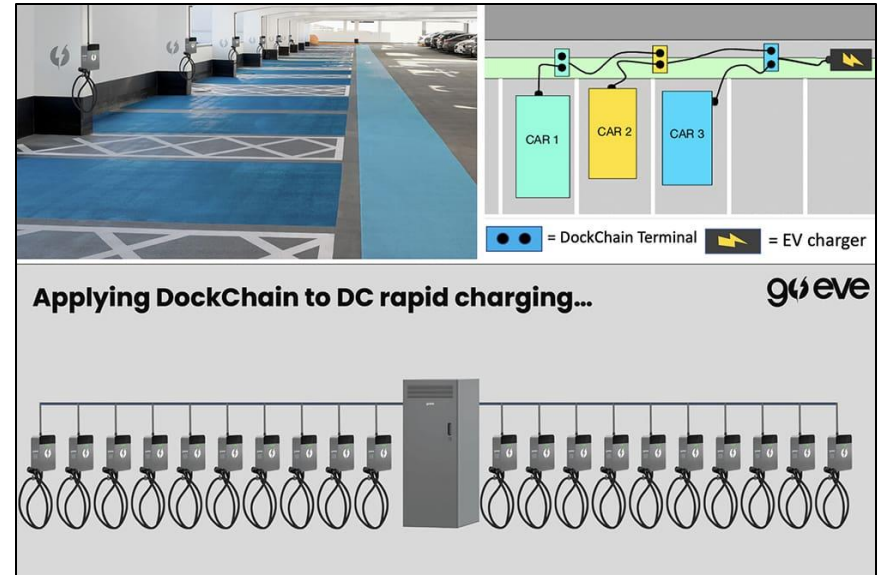 CAR 1
CAR 2
CAR 3
= DockChain Terminal
= EV charger
Applying DockChain to DC rapid charging...
go eve